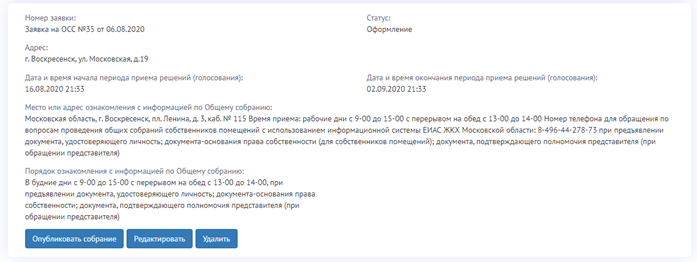 Номер заявки:
Статус:
Заявка на ОСС №35 от 06.08.2020
Оформление
Адрес:
г. Воскресенск, ул. Московская, д.19
Дата и время начала периода приема решений (голосования):
Дата и время окончания периода приема решений (голосования):
16.08.2020 21:33
02.09.2020 21:33
Место или адрес ознакомления с информацией по Общему собранию:
Московская область, г. Воскресенск, пл. Ленина, д. 3, каб. № 115 Время приема: рабочие дни с 9-00 до 15-00 с перерывом на обед с 13-00 до 14-00 Номер телефона для обращения по
вопросам проведения общих собраний собственников помещений с использованием информационной системы ЕИАС ЖКХ Московской области: 8-496-44-278-73 при предъявлении
документа, удостоверяющего личность; документа-основания права собственности (для собственников помещений); документа, подтверждающего полномочия представителя (при
обращении представителя)
Порядок ознакомления с информацией по Общему собранию:
В будние дни с 9-00 до 15-00 с перерывом на обед с 13-00 до 14-00, при
предъявлении документа, удостоверяющего личность; документа-основания права
собственности; документа, подтверждающего полномочия представителя (при
обращении представителя)
Опубликовать собрание
Редактировать
Удалить